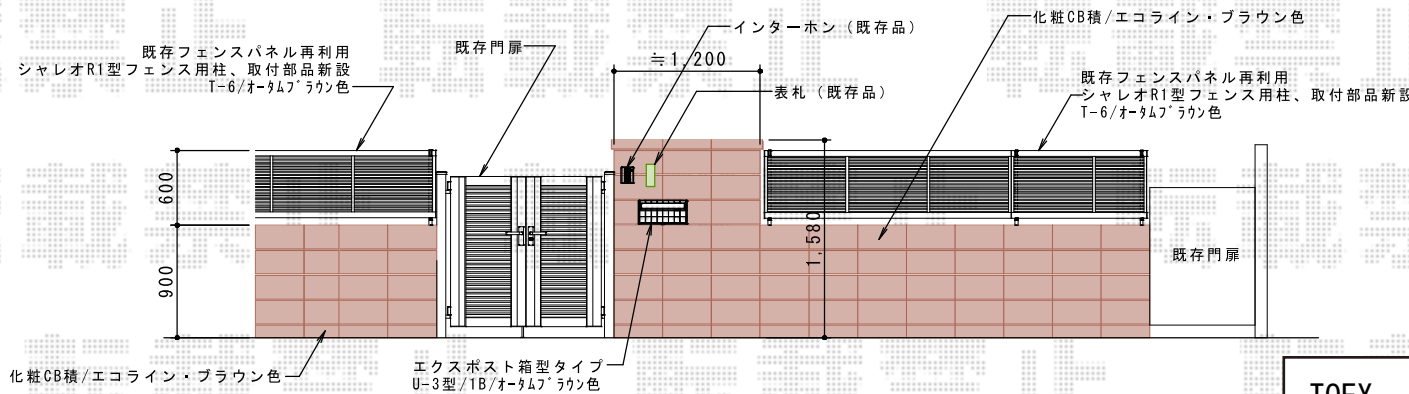 インターホン（既存品）
化粧CB積/エコライン・ブラウン色
既存フェンスパネル再利用
シャレオR1型フェンス用柱、取付部品新設
T-6/オータムブラウン色
既存門扉
≒1,200
表札（既存品）
既存フェンスパネル再利用
シャレオR1型フェンス用柱、取付部品新設
T-6/オータムブラウン色
600
900
1,580
既存門扉
化粧CB積/エコライン・ブラウン色
エクスポスト箱型タイプ
U-3型/1B/オータムブラウン色
TOEX